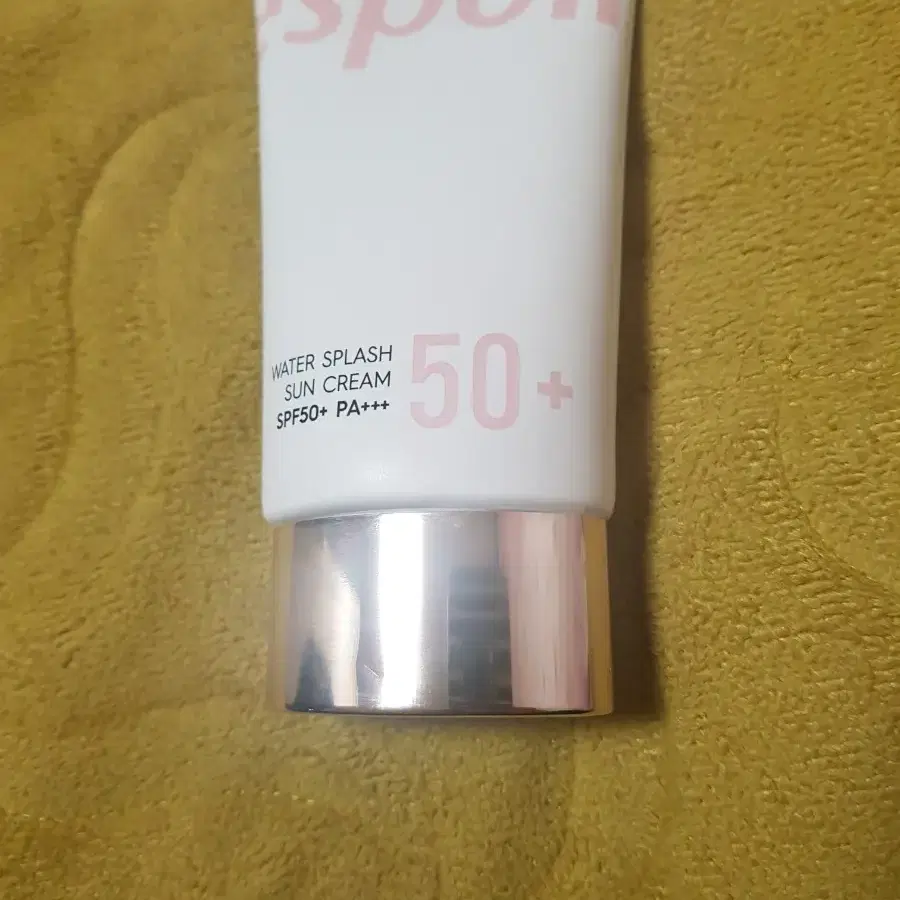 WATER SPLASH
SUN CREAM
SPF50+ PA+++
50+